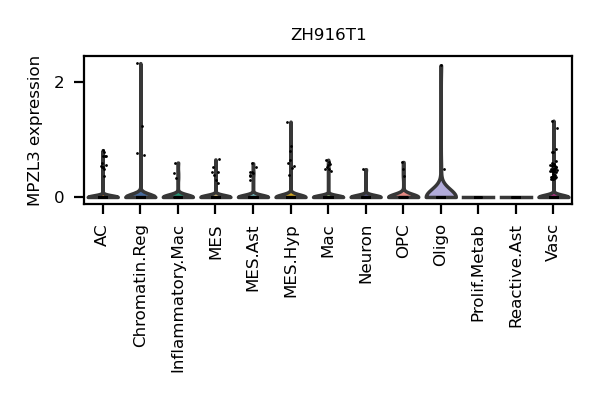 ZH916T1
MPZL3 expression
2
0
AC
Chromatin.Reg
Inflammatory.Mac
MES
MES.Ast
MES.Hyp
Mac
Neuron
OPC
Oligo
Prolif.Metab
Reactive.Ast
Vasc